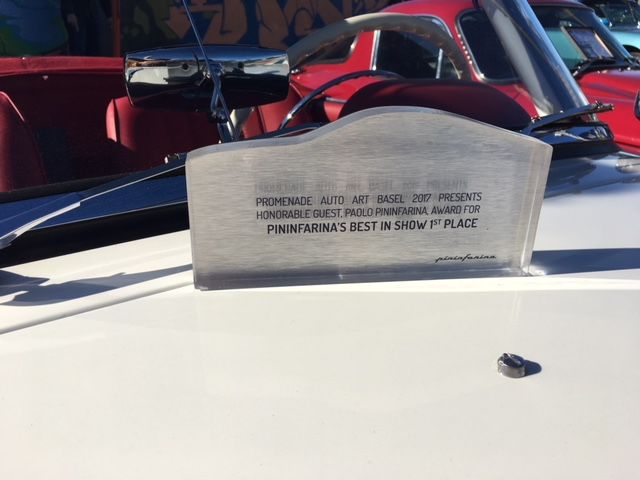 PROMENADE AUTO ART BASEL 2017 PRESENTS
HONORABLE GUEST, PAOLO PININFARINA, AWARD FOR
PININFARINA'S BEST IN SHOW 1ST PLACE
pininfarina